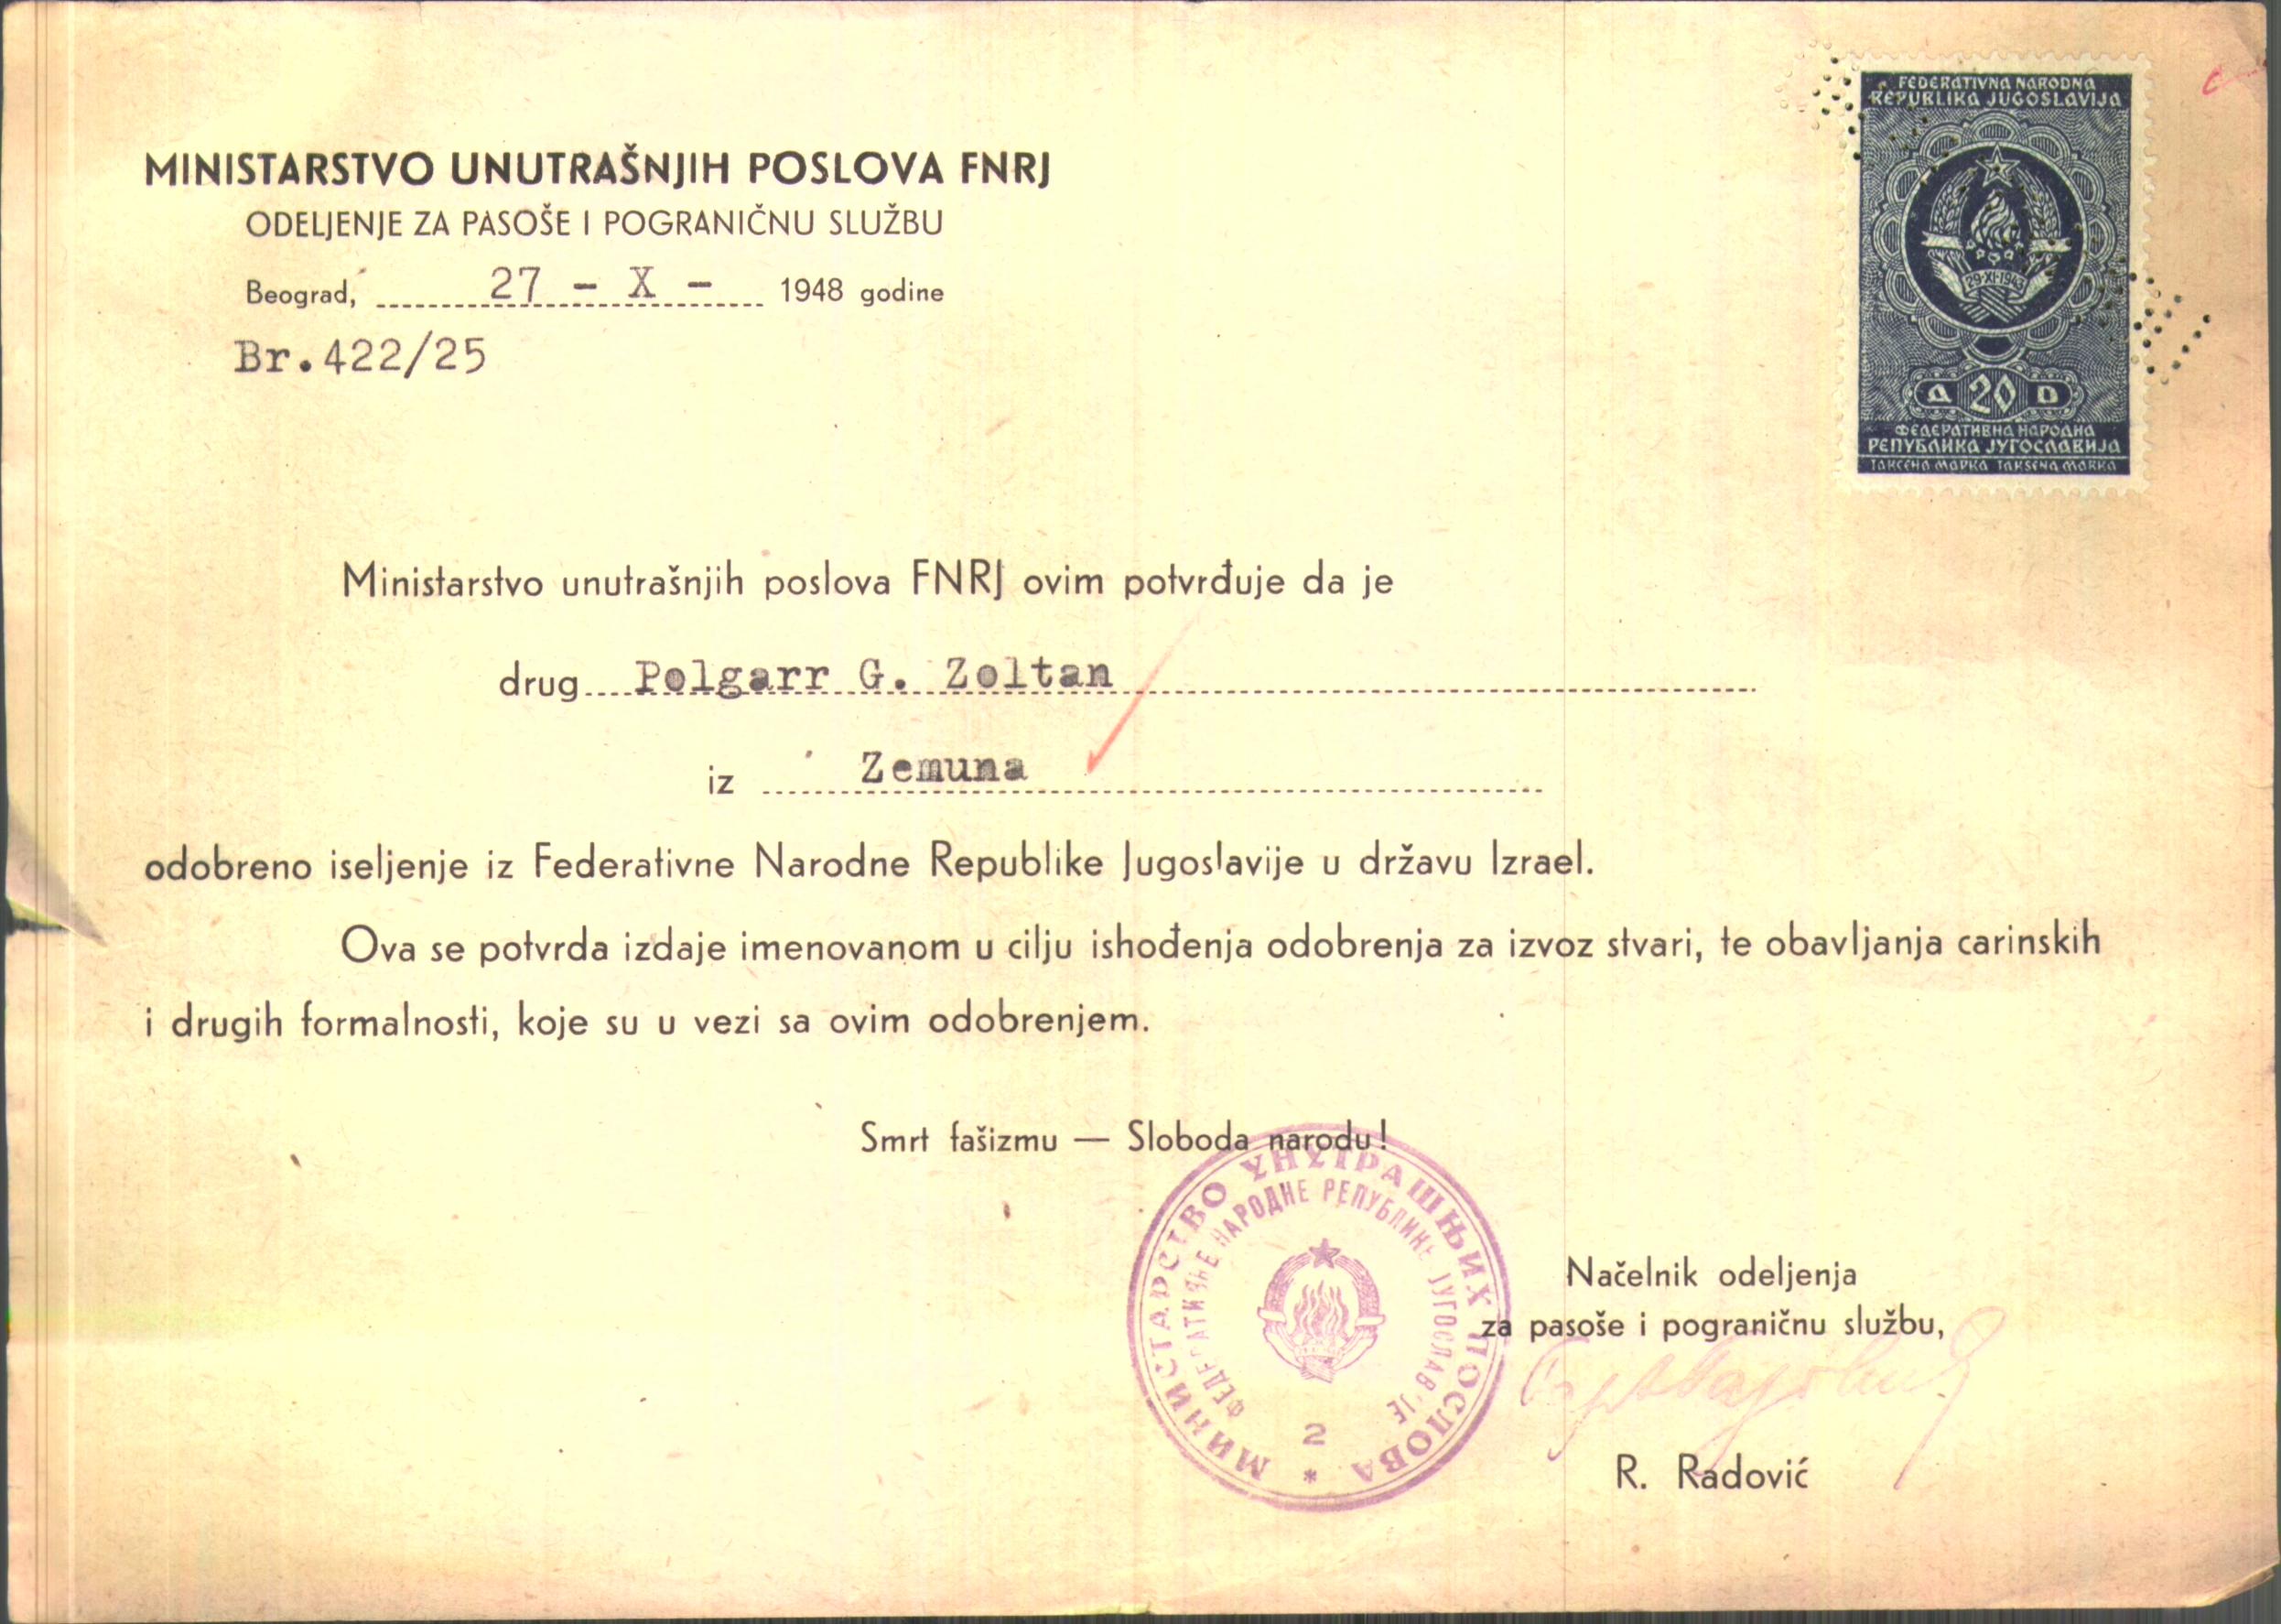 FEDERATIVNA NARODNA
REPUBLIKA JUGOSLAVIJA
29·XI·1943
Д 20 D
ФЕДЕРАТИВНА НАРОДНА
РЕПУБЛИКА ЈУГОСЛАВИЈА
ТАКСЕНА МАРКА TAKSENA MARKA
MINISTARSTVO UNUTRAŠNJIH POSLOVA FNRJ
ODELJENJE ZA PASOŠE I POGRANIČNU SLUŽBU
Beograd, 27 - X - 1948 godine
Br.422/25
Ministarstvo unutrašnjih poslova FNRJ ovim potvrđuje da je
drug Polgarr G. Zoltan
iz Zemuna
odobreno iseljenje iz Federativne Narodne Republike Jugoslavije u državu Izrael.
Ova se potvrda izdaje imenovanom u cilju ishođenja odobrenja za izvoz stvari, te obavljanja carinskih
i drugih formalnosti, koje su u vezi sa ovim odobrenjem.
Smrt fašizmu — Sloboda narodu!
МИНИСТАРСТВО УНУТРАШЊИХ ПОСЛОВА *
ФЕДЕРАТИВНЕ НАРОДНЕ РЕПУБЛИКЕ ЈУГОСЛАВИЈЕ
2
Načelnik odeljenja
za pasoše i pograničnu službu,
R. Radović